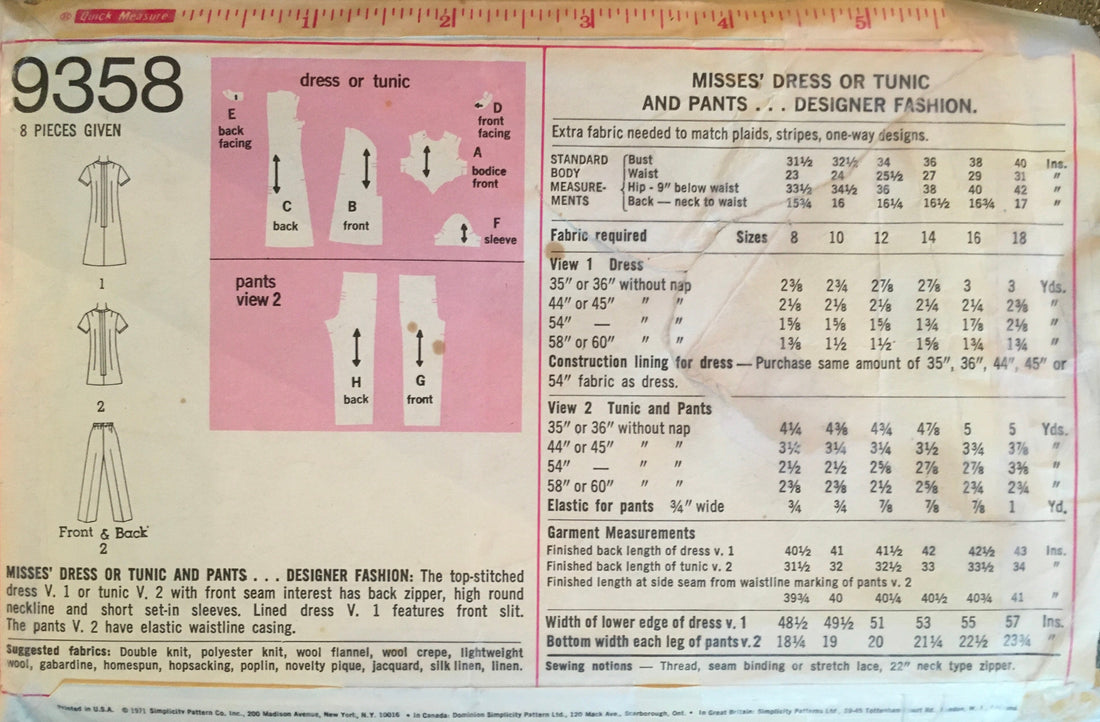 Quick Measure
1 2 3 4 5
9358
8 PIECES GIVEN
1
2
Front & Back
2
dress or tunic
E
back
facing
C
back
B
front
D
front
facing
A
bodice
front
F
sleeve
pants
view 2
H
back
G
front
MISSES' DRESS OR TUNIC AND PANTS . . . DESIGNER FASHION: The top-stitched
dress V. 1 or tunic V. 2 with front seam interest has back zipper, high round
neckline and short set-in sleeves. Lined dress V. 1 features front slit.
The pants V. 2 have elastic waistline casing.
Suggested fabrics: Double knit, polyester knit, wool flannel, wool crepe, lightweight
wool, gabardine, homespun, hopsacking, poplin, novelty pique, jacquard, silk linen, linen.
MISSES' DRESS OR TUNIC
AND PANTS . . . DESIGNER FASHION.
Extra fabric needed to match plaids, stripes, one-way designs.
STANDARD Bust 31½ 32½ 34 36 38 40 Ins.
BODY Waist 23 24 25½ 27 29 31 "
MEASURE- Hip - 9" below waist 33½ 34½ 36 38 40 42 "
MENTS Back — neck to waist 15¾ 16 16¼ 16½ 16¾ 17 "
Fabric required Sizes 8 10 12 14 16 18
View 1 Dress
35" or 36" without nap 2⅝ 2¾ 2⅞ 2⅞ 3 3 Yds.
44" or 45" " " 2⅛ 2⅛ 2⅛ 2¼ 2¼ 2⅜ "
54" — " " 1⅝ 1⅝ 1⅝ 1¾ 1⅞ 2⅛ "
58" or 60" " " 1⅜ 1½ 1½ 1⅝ 1¾ 1¾ "
Construction lining for dress — Purchase same amount of 35", 36", 44", 45" or
54" fabric as dress.
View 2 Tunic and Pants
35" or 36" without nap 4¼ 4⅜ 4¾ 4⅞ 5 5 Yds.
44" or 45" " " 3¼ 3¼ 3¼ 3½ 3¾ 3⅞ "
54" — " " 2½ 2½ 2⅝ 2⅞ 2⅞ 3⅜ "
58" or 60" " " 2⅜ 2⅜ 2½ 2⅝ 2¾ 2¾ "
Elastic for pants ¾" wide ¾ ¾ ⅞ ⅞ ⅞ 1 Yd.
Garment Measurements
Finished back length of dress v. 1 40½ 41 41½ 42 42½ 43 Ins.
Finished back length of tunic v. 2 31½ 32 32½ 33 33½ 34 "
Finished length at side seam from waistline marking of pants v. 2
39¾ 40 40¼ 40½ 40¾ 41 "
Width of lower edge of dress v. 1 48½ 49½ 51 53 55 57 Ins.
Bottom width each leg of pants v.2 18¼ 19 20 21¼ 22½ 23¾ "
Sewing notions — Thread, seam binding or stretch lace, 22" neck type zipper.
Printed in U.S.A. © 1971 Simplicity Pattern Co. Inc., 200 Madison Avenue, New York, N.Y. 10016 • In Canada: Dominion Simplicity Pattern Ltd., 120 Mack Ave., Scarborough, Ont. • In Great Britain: Simplicity Patterns Ltd., 39-45 Tottenham